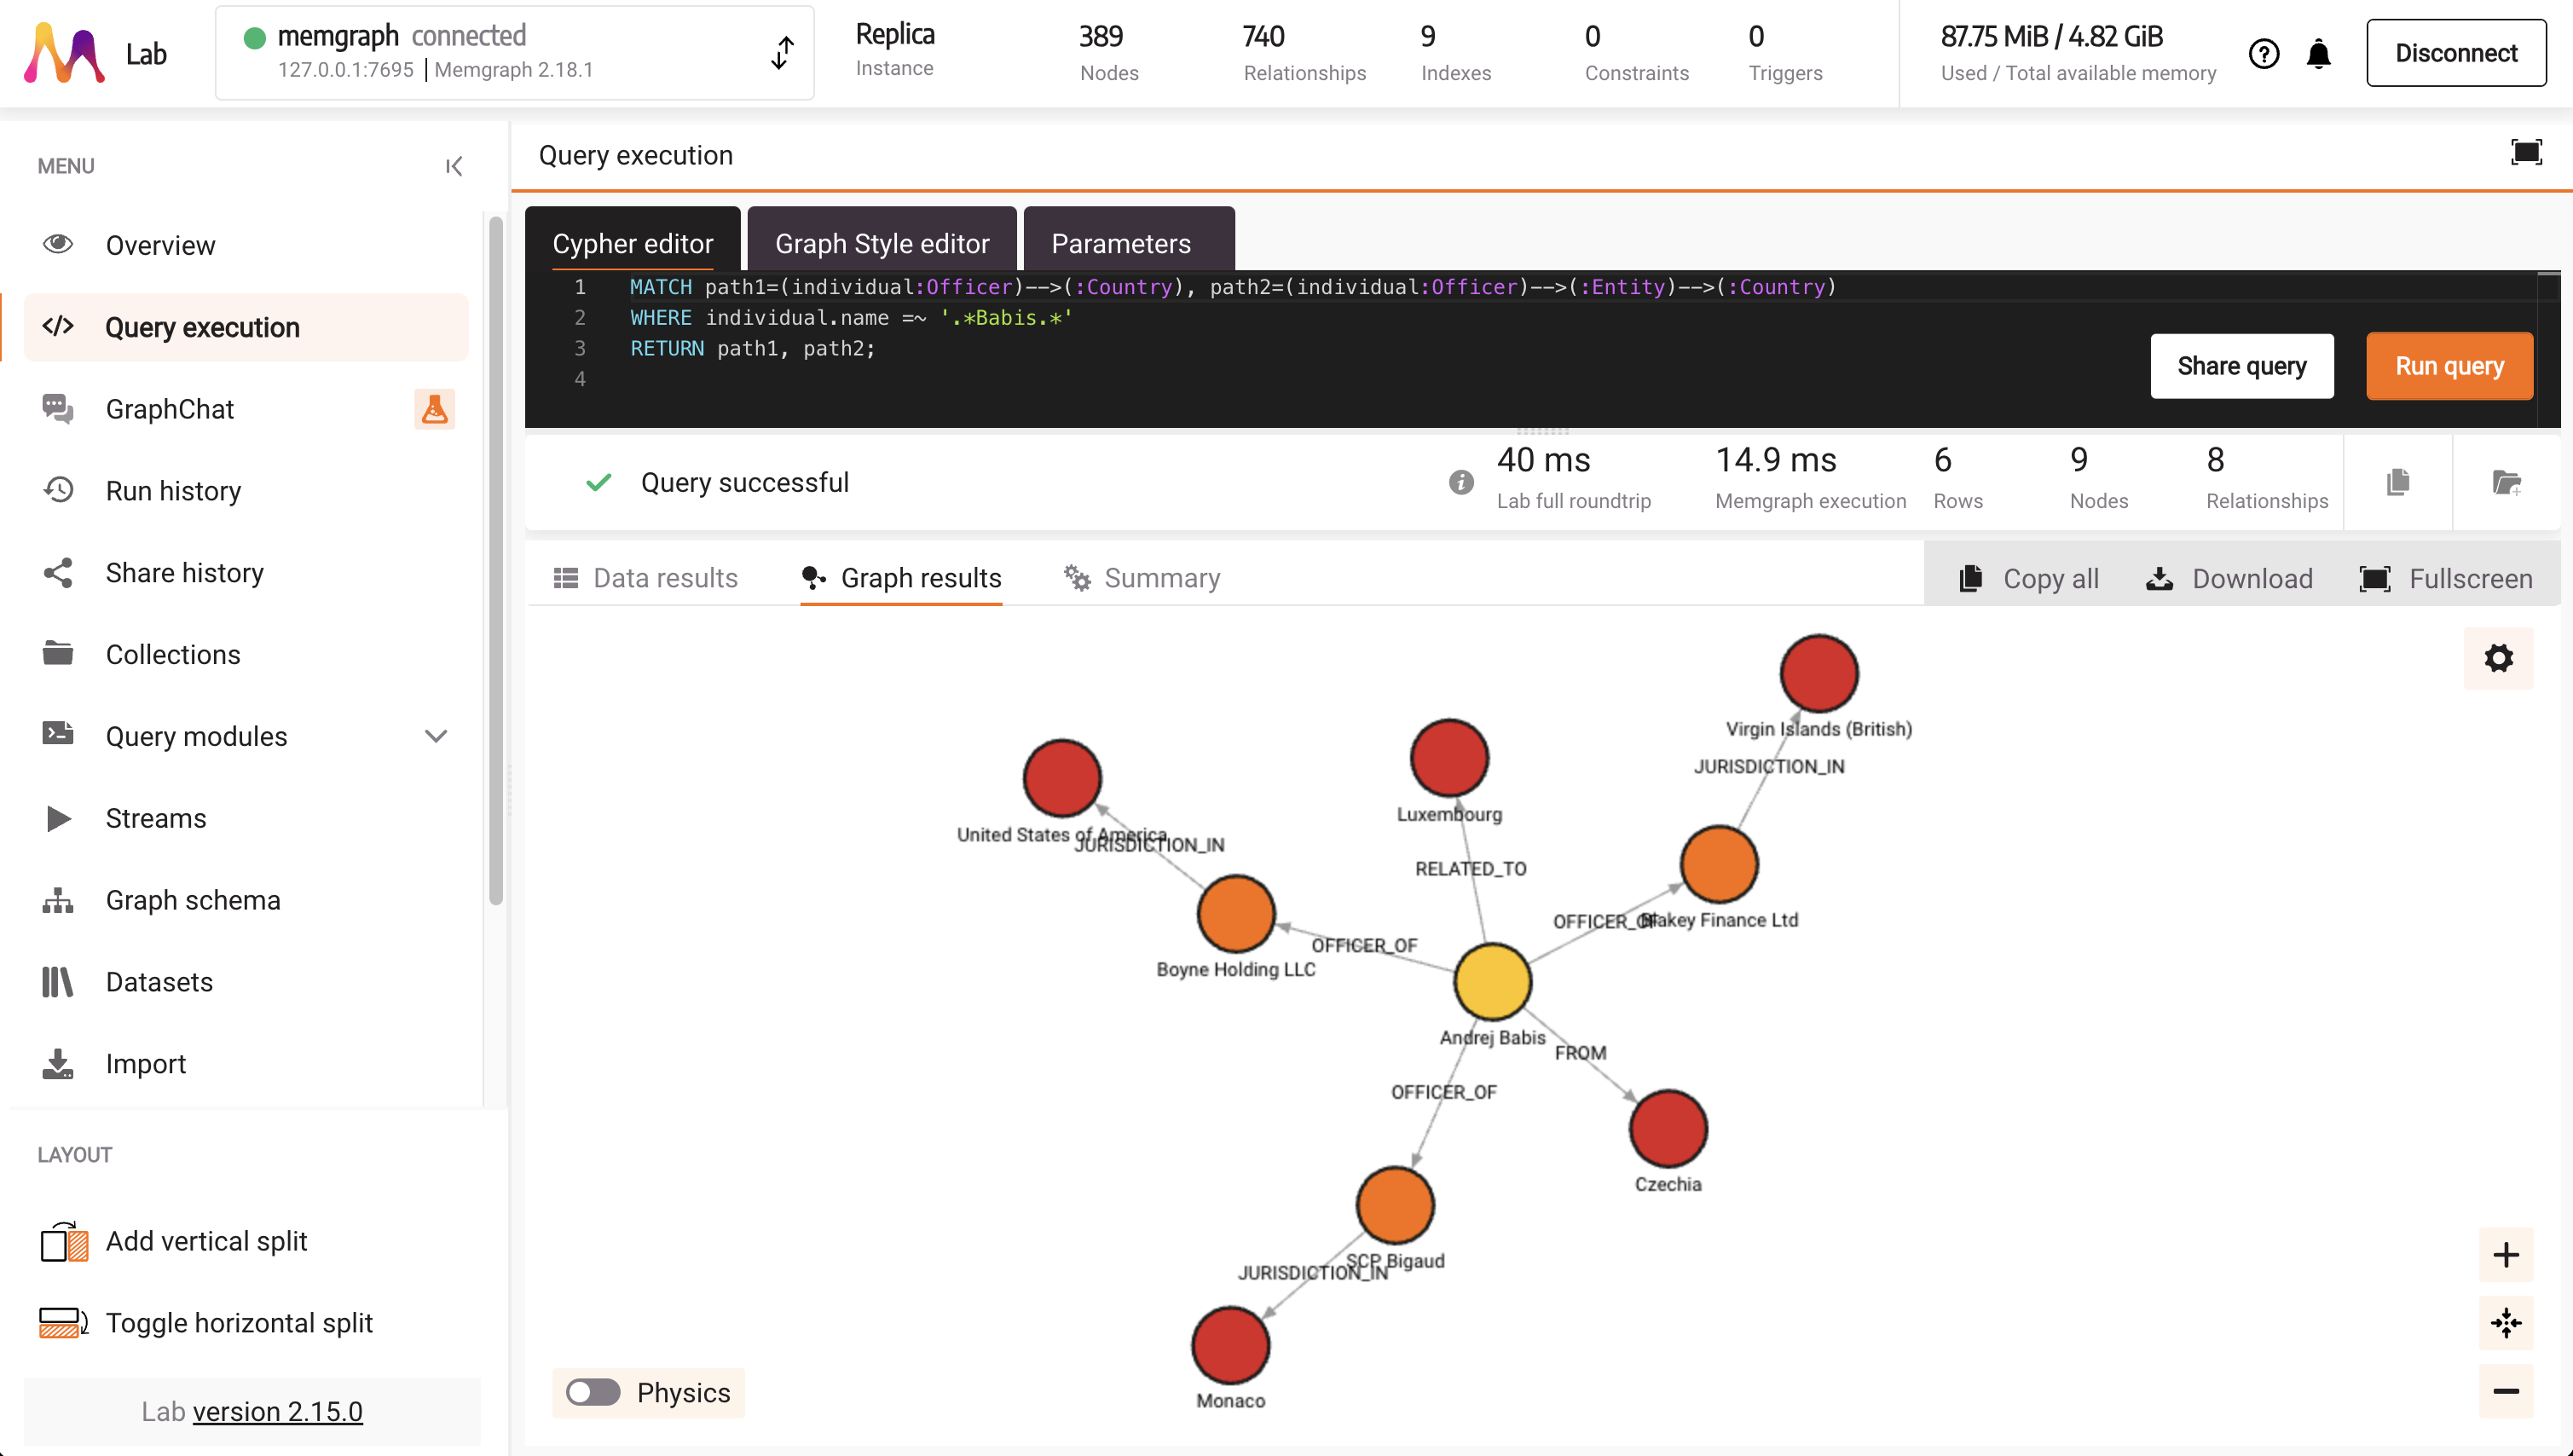 Lab
memgraph connected
127.0.0.1:7695 | Memgraph 2.18.1
Replica
Instance
389
Nodes
740
Relationships
9
Indexes
0
Constraints
0
Triggers
87.75 MiB / 4.82 GiB
Used / Total available memory
Disconnect
MENU
Overview
Query execution
GraphChat
Run history
Share history
Collections
Query modules
Streams
Graph schema
Datasets
Import
LAYOUT
Add vertical split
Toggle horizontal split
Lab version 2.15.0
Query execution
Cypher editor
Graph Style editor
Parameters
1 MATCH path1=(individual:Officer)-->(:Country), path2=(individual:Officer)-->(:Entity)-->(:Country)
2 WHERE individual.name =~ '.*Babis.*'
3 RETURN path1, path2;
4
Share query
Run query
Query successful
40 ms
Lab full roundtrip
14.9 ms
Memgraph execution
6
Rows
9
Nodes
8
Relationships
Data results
Graph results
Summary
Copy all
Download
Fullscreen
Virgin Islands (British)
JURISDICTION_IN
Luxembourg
United States of America
JURISDICTION_IN
RELATED_TO
OFFICER_OF
Blakey Finance Ltd
OFFICER_OF
Boyne Holding LLC
Andrej Babis
FROM
OFFICER_OF
Czechia
SCP Bigaud
JURISDICTION_IN
Monaco
Physics